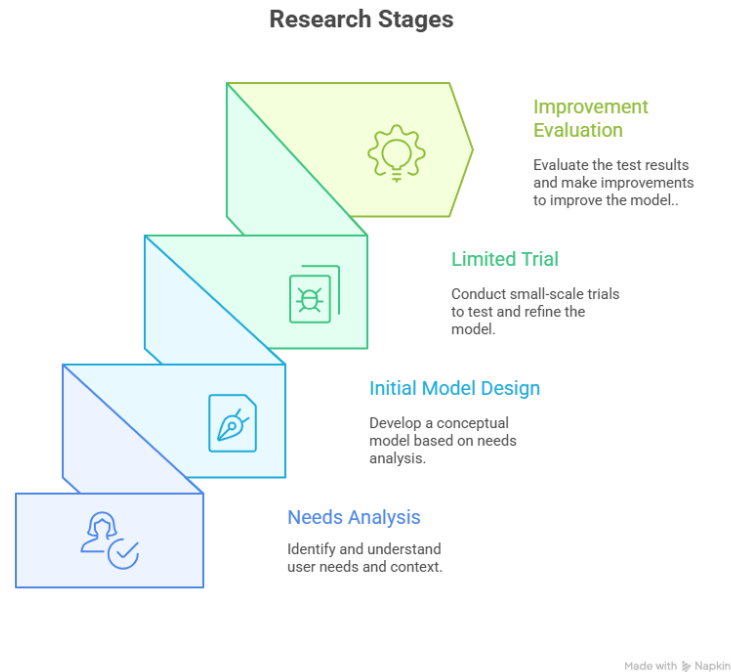 Research Stages
Improvement
Evaluation
Evaluate the test results
and make improvements
to improve the model..
Limited Trial
Conduct small-scale trials
to test and refine the
model.
Initial Model Design
Develop a conceptual
model based on needs
analysis.
Needs Analysis
Identify and understand
user needs and context.
Made with Napkin